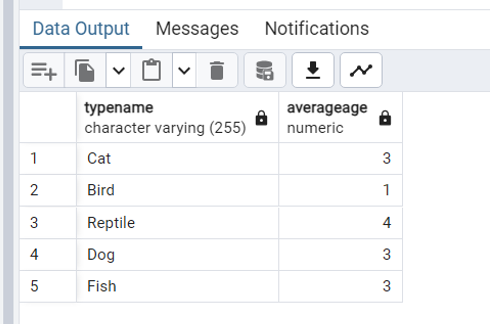 Data Output Messages Notifications
typename averageage
character varying (255) numeric
1 Cat 3
2 Bird 1
3 Reptile 4
4 Dog 3
5 Fish 3